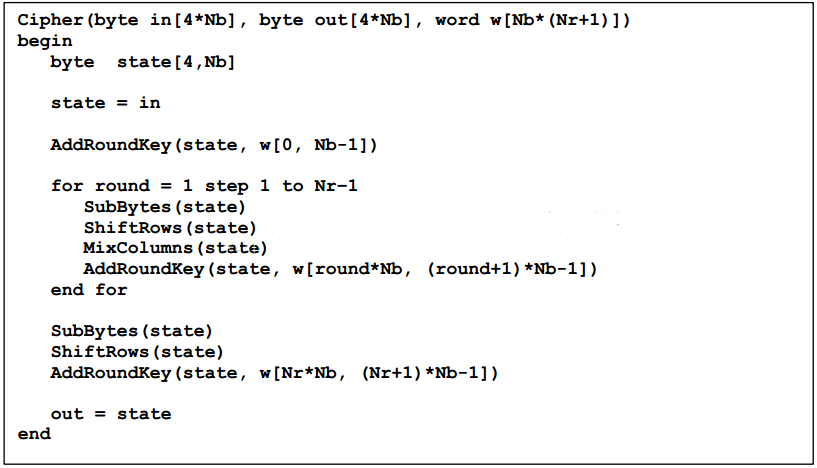 Cipher(byte in[4*Nb], byte out[4*Nb], word w[Nb*(Nr+1)])
begin
byte state[4,Nb]
state = in
AddRoundKey(state, w[0, Nb-1])
for round = 1 step 1 to Nr–1
SubBytes(state)
ShiftRows(state)
MixColumns(state)
AddRoundKey(state, w[round*Nb, (round+1)*Nb-1])
end for
SubBytes(state)
ShiftRows(state)
AddRoundKey(state, w[Nr*Nb, (Nr+1)*Nb-1])
out = state
end